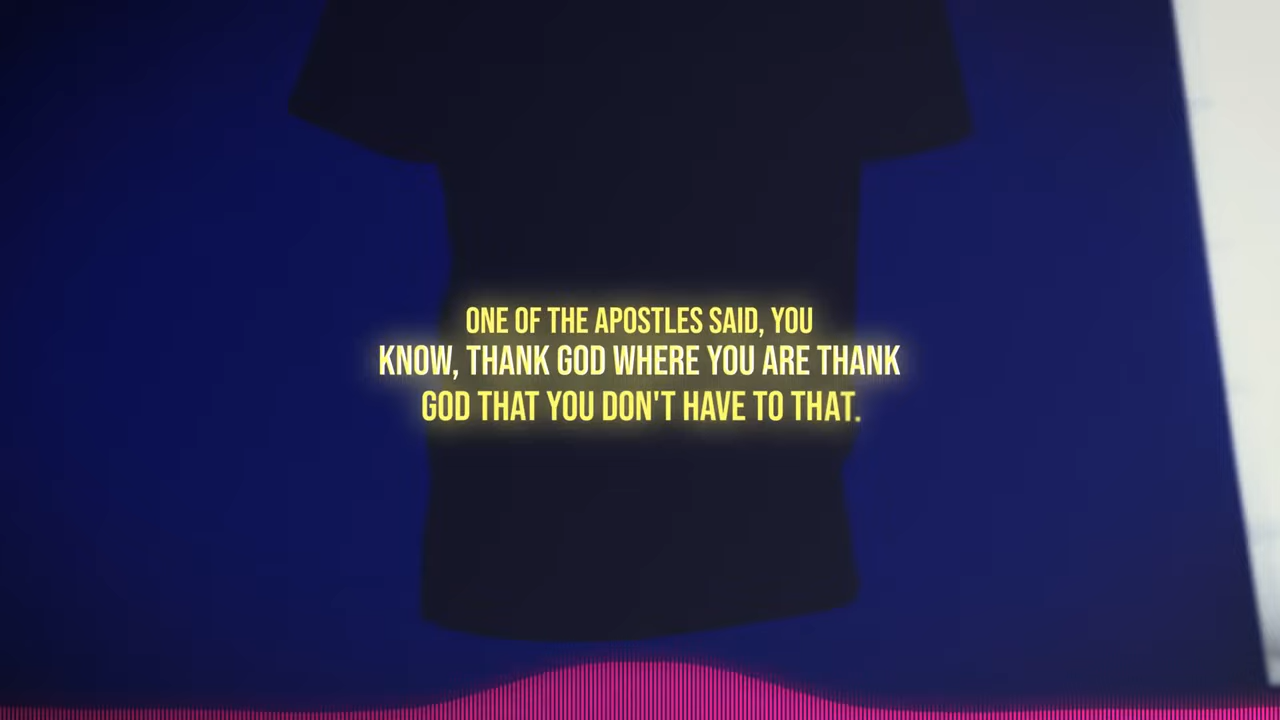 ONE OF THE APOSTLES SAID, YOU
KNOW, THANK GOD WHERE YOU ARE THANK
GOD THAT YOU DON'T HAVE TO THAT.